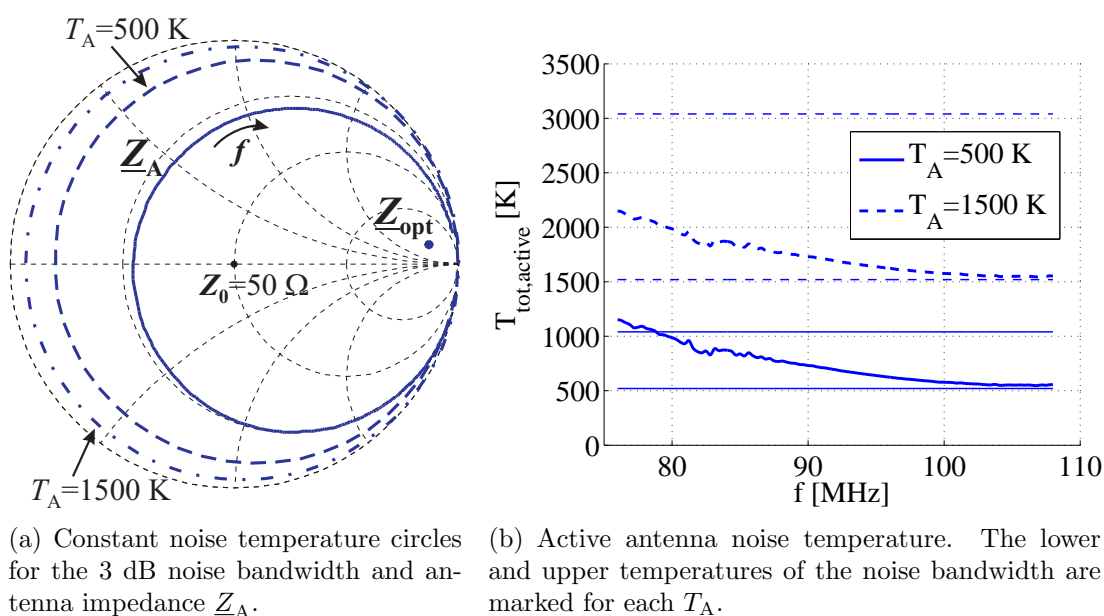 T_A=500 K
f
Z_A
Z_opt
Z_0=50 Ω
T_A=1500 K
3500
3000
2500
2000
1500
1000
500
0
T_tot,active [K]
T_A=500 K
T_A=1500 K
80
90
100
110
f [MHz]
(a) Constant noise temperature circles
for the 3 dB noise bandwidth and an-
tenna impedance Z_A.
(b) Active antenna noise temperature. The lower
and upper temperatures of the noise bandwidth are
marked for each T_A.